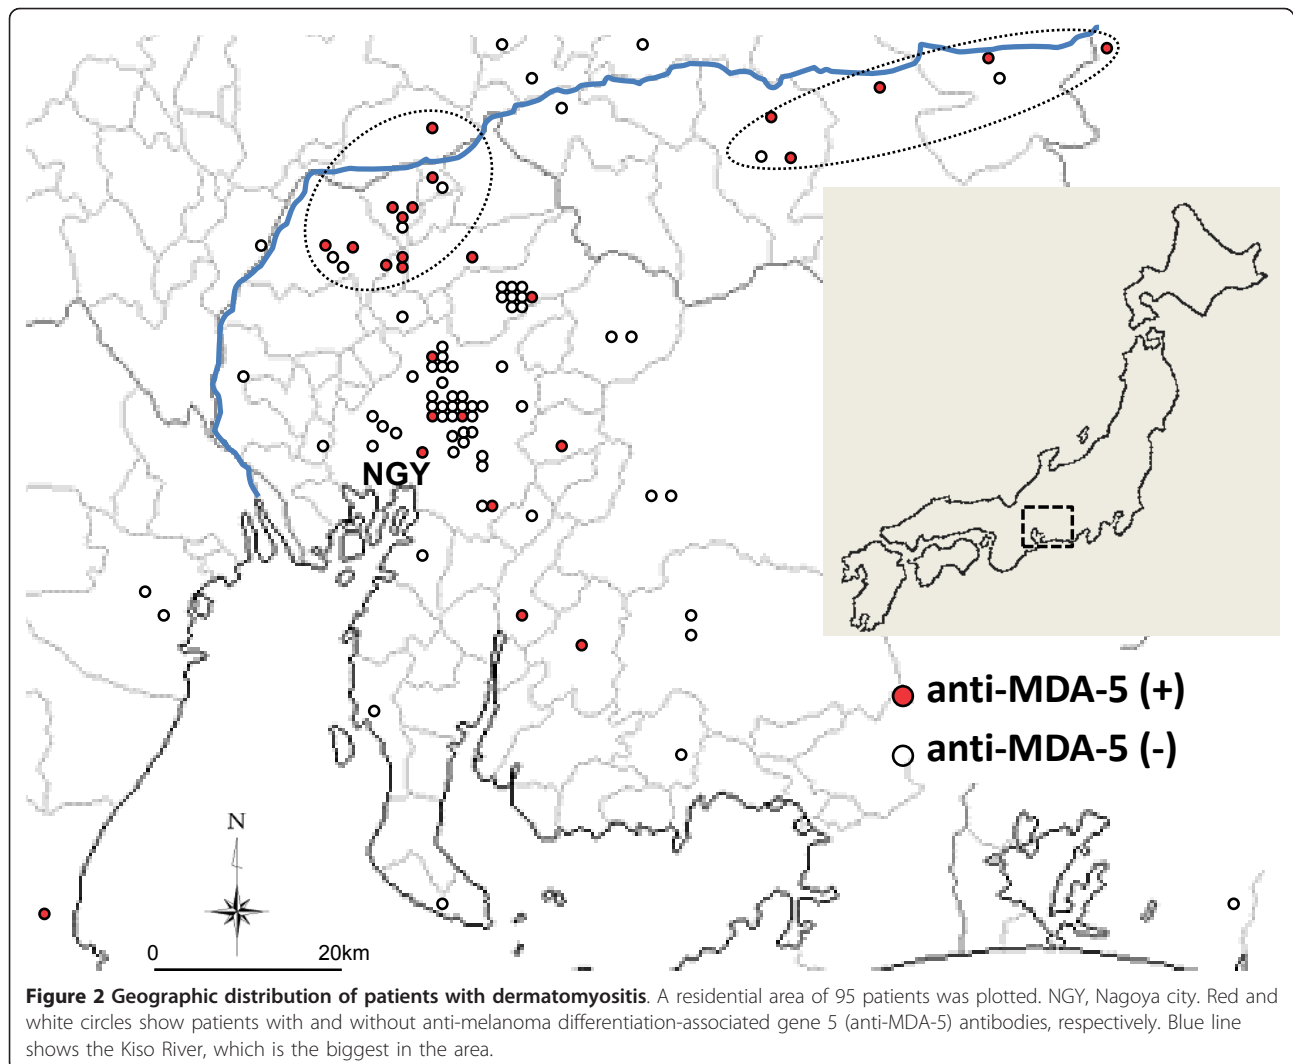 NGY
anti-MDA-5 (+)
anti-MDA-5 (-)
N
0 20km
Figure 2 Geographic distribution of patients with dermatomyositis. A residential area of 95 patients was plotted. NGY, Nagoya city. Red and
white circles show patients with and without anti-melanoma differentiation-associated gene 5 (anti-MDA-5) antibodies, respectively. Blue line
shows the Kiso River, which is the biggest in the area.